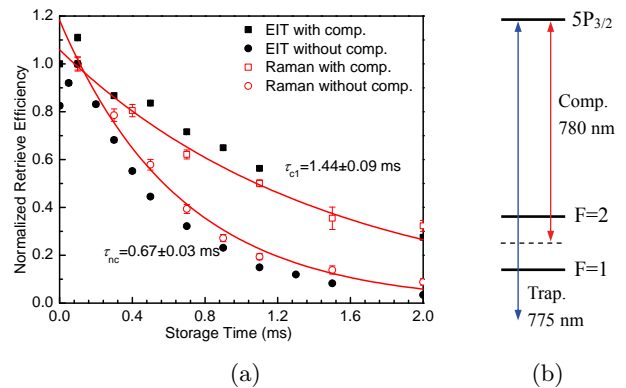 EIT with comp.
EIT without comp.
Raman with comp.
Raman without comp.
Normalized Retrieve Efficiency
1.2
1.0
0.8
0.6
0.4
0.2
0.0
τc1=1.44±0.09 ms
τnc=0.67±0.03 ms
0.0 0.4 0.8 1.2 1.6 2.0
Storage Time (ms)
(a)
5P3/2
Comp.
780 nm
F=2
F=1
Trap.
775 nm
(b)